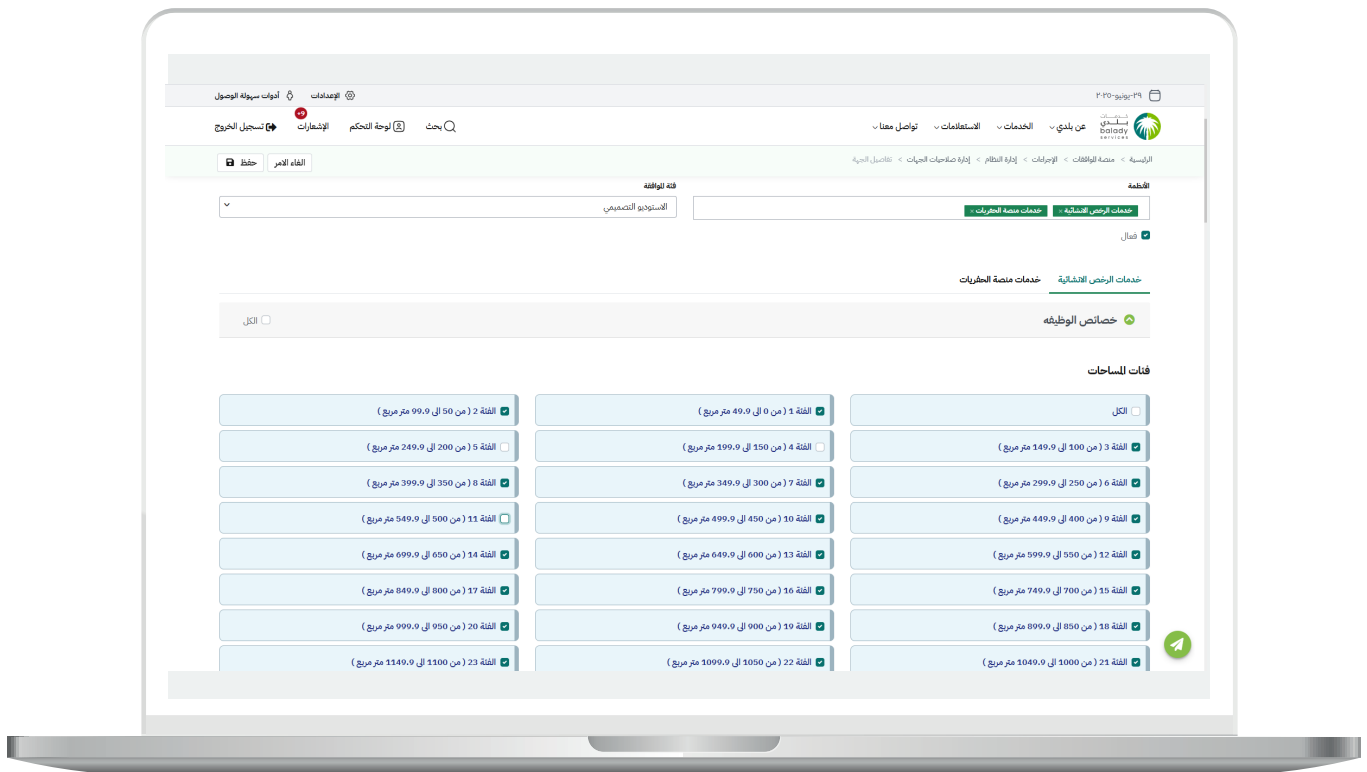 ٢٩-يونيو-٢٠٢٥
الإعدادات
أدوات سهولة الوصول
خدمات
بلدي
balady
services
عن بلدي
الخدمات
الاستعلامات
تواصل معنا
بحث
لوحة التحكم
الإشعارات
9+
تسجيل الخروج
الرئيسية > منصة الموافقات > الإجراءات > إدارة النظام > إدارة صلاحيات الجهات > تفاصيل الجهة
الغاء الامر
حفظ
الأنظمة
فئة الموافقة
خدمات الرخص الانشائية ×
خدمات منصة الحفريات ×
الاستوديو التصميمي
فعال
خدمات الرخص الانشائية
خدمات منصة الحفريات
خصائص الوظيفه
الكل
فئات المساحات
الكل
الفئة 1 ( من 0 الى 49.9 متر مربع )
الفئة 2 ( من 50 الى 99.9 متر مربع )
الفئة 3 ( من 100 الى 149.9 متر مربع )
الفئة 4 ( من 150 الى 199.9 متر مربع )
الفئة 5 ( من 200 الى 249.9 متر مربع )
الفئة 6 ( من 250 الى 299.9 متر مربع )
الفئة 7 ( من 300 الى 349.9 متر مربع )
الفئة 8 ( من 350 الى 399.9 متر مربع )
الفئة 9 ( من 400 الى 449.9 متر مربع )
الفئة 10 ( من 450 الى 499.9 متر مربع )
الفئة 11 ( من 500 الى 549.9 متر مربع )
الفئة 12 ( من 550 الى 599.9 متر مربع )
الفئة 13 ( من 600 الى 649.9 متر مربع )
الفئة 14 ( من 650 الى 699.9 متر مربع )
الفئة 15 ( من 700 الى 749.9 متر مربع )
الفئة 16 ( من 750 الى 799.9 متر مربع )
الفئة 17 ( من 800 الى 849.9 متر مربع )
الفئة 18 ( من 850 الى 899.9 متر مربع )
الفئة 19 ( من 900 الى 949.9 متر مربع )
الفئة 20 ( من 950 الى 999.9 متر مربع )
الفئة 21 ( من 1000 الى 1049.9 متر مربع )
الفئة 22 ( من 1050 الى 1099.9 متر مربع )
الفئة 23 ( من 1100 الى 1149.9 متر مربع )